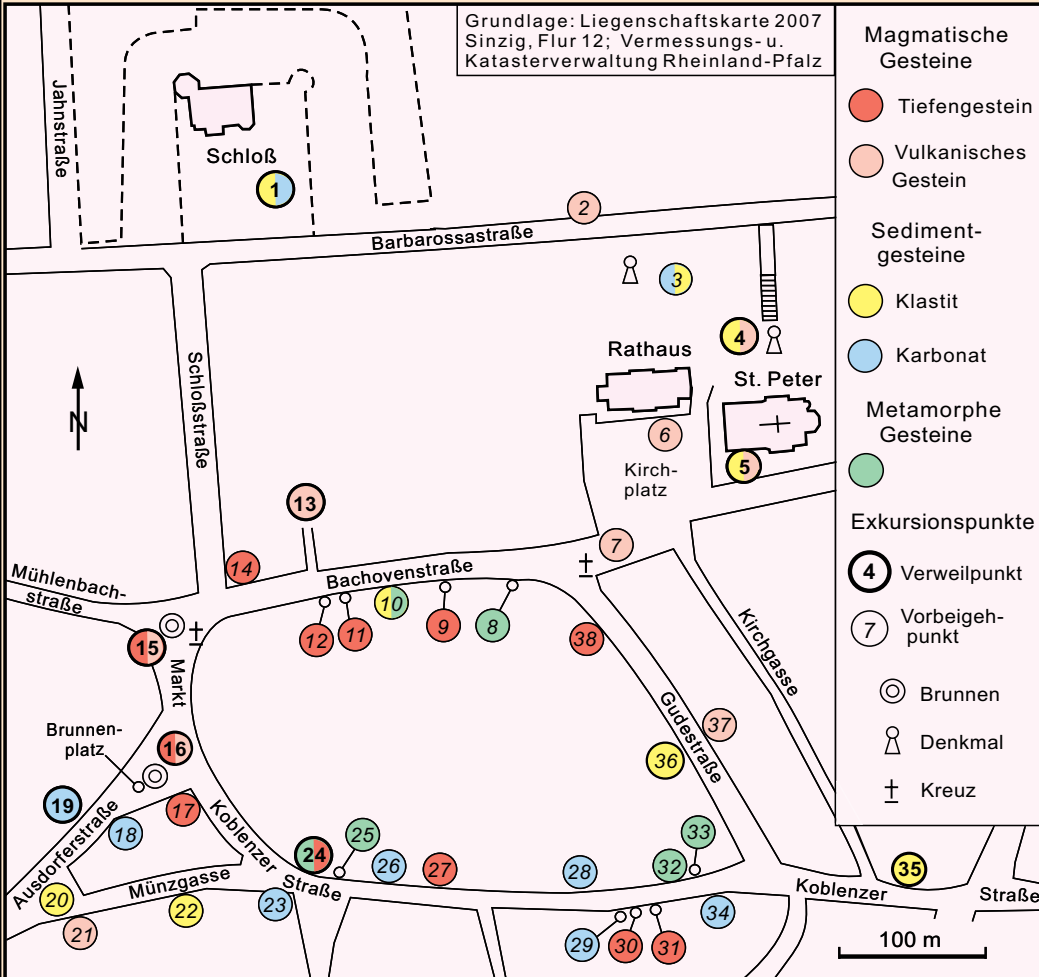 Grundlage: Liegenschaftskarte 2007
Sinzig, Flur 12; Vermessungs- u.
Katasterverwaltung Rheinland-Pfalz
Jahnstraße
Schloß
1
2
Barbarossastraße
3
4
Rathaus
St. Peter
Schloßstraße
N
6
5
Kirch-
platz
13
7
14
Bachovenstraße
Mühlenbach-
straße
12
11
10
9
8
38
15
Markt
Kirchgasse
Gudestraße
37
36
Brunnen-
platz
16
19
17
18
Ausdorferstraße
Koblenzer
Straße
24
25
26
27
28
33
32
35
Koblenzer
Straße
20
Münzgasse
21
22
23
34
29
30
31
100 m
Magmatische
Gesteine
Tiefengestein
Vulkanisches
Gestein
Sediment-
gesteine
Klastit
Karbonat
Metamorphe
Gesteine
Exkursionspunkte
4 Verweilpunkt
7 Vorbeigeh-
punkt
Brunnen
Denkmal
Kreuz